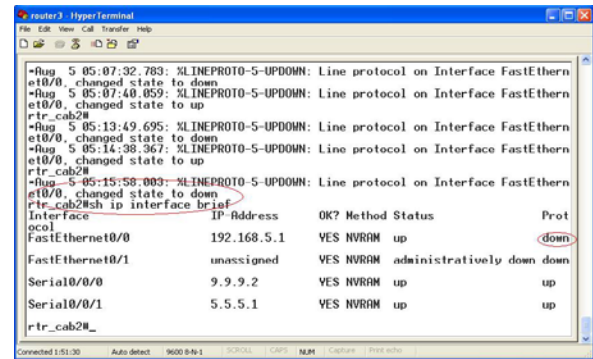 router3 - HyperTerminal
File Edit View Call Transfer Help
*Aug 5 05:07:32.783: %LINEPROTO-5-UPDOWN: Line protocol on Interface FastEthern
et0/0, changed state to down
*Aug 5 05:07:40.059: %LINEPROTO-5-UPDOWN: Line protocol on Interface FastEthern
et0/0, changed state to up
rtr_cab2#
*Aug 5 05:13:49.695: %LINEPROTO-5-UPDOWN: Line protocol on Interface FastEthern
et0/0, changed state to down
*Aug 5 05:14:38.367: %LINEPROTO-5-UPDOWN: Line protocol on Interface FastEthern
et0/0, changed state to up
rtr_cab2#
*Aug 5 05:15:58.003: %LINEPROTO-5-UPDOWN: Line protocol on Interface FastEthern
et0/0, changed state to down
rtr_cab2#sh ip interface brief
Interface IP-Address OK? Method Status Prot
ocol
FastEthernet0/0 192.168.5.1 YES NVRAM up down
FastEthernet0/1 unassigned YES NVRAM administratively down down
Serial0/0/0 9.9.9.2 YES NVRAM up up
Serial0/0/1 5.5.5.1 YES NVRAM up up
rtr_cab2#_
Connected 1:51:30 Auto detect 9600 8-N-1 SCROLL CAPS NUM Capture Print echo